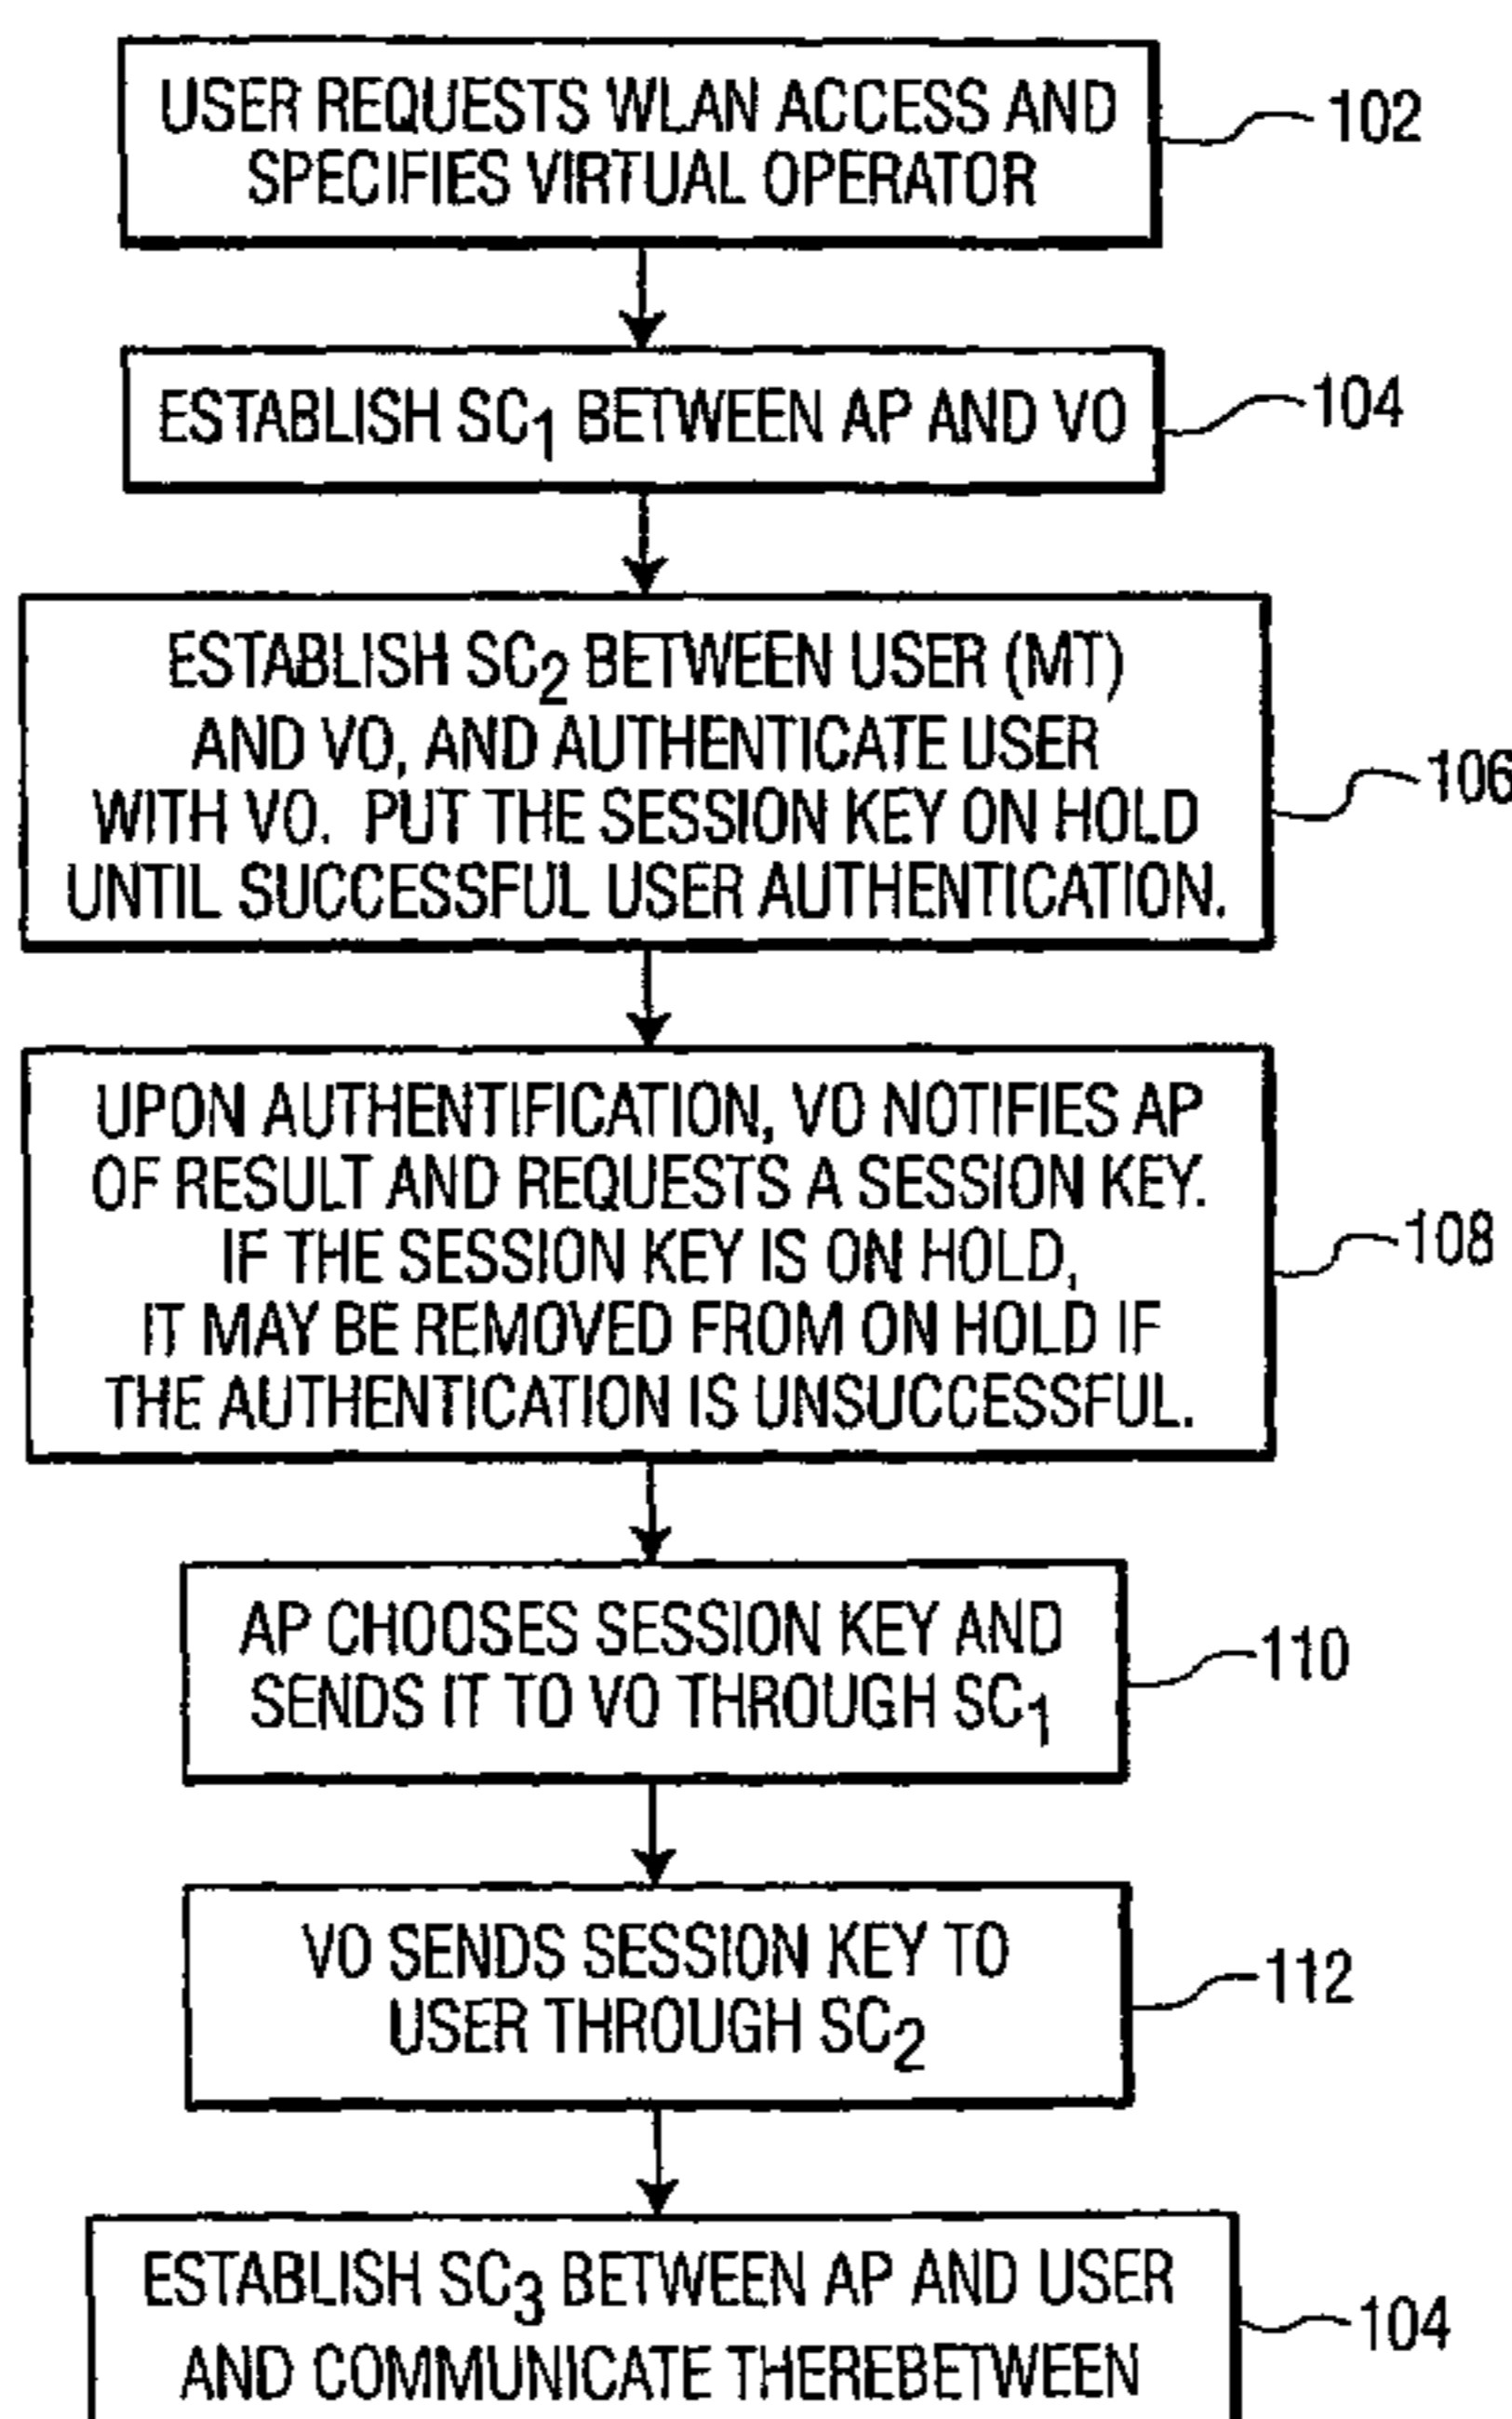 USER REQUESTS WLAN ACCESS AND
SPECIFIES VIRTUAL OPERATOR
102
ESTABLISH SC1 BETWEEN AP AND VO
104
ESTABLISH SC2 BETWEEN USER (MT)
AND VO, AND AUTHENTICATE USER
WITH VO. PUT THE SESSION KEY ON HOLD
UNTIL SUCCESSFUL USER AUTHENTICATION.
106
UPON AUTHENTIFICATION, VO NOTIFIES AP
OF RESULT AND REQUESTS A SESSION KEY.
IF THE SESSION KEY IS ON HOLD,
IT MAY BE REMOVED FROM ON HOLD IF
THE AUTHENTICATION IS UNSUCCESSFUL.
108
AP CHOOSES SESSION KEY AND
SENDS IT TO VO THROUGH SC1
110
VO SENDS SESSION KEY TO
USER THROUGH SC2
112
ESTABLISH SC3 BETWEEN AP AND USER
AND COMMUNICATE THEREBETWEEN
104